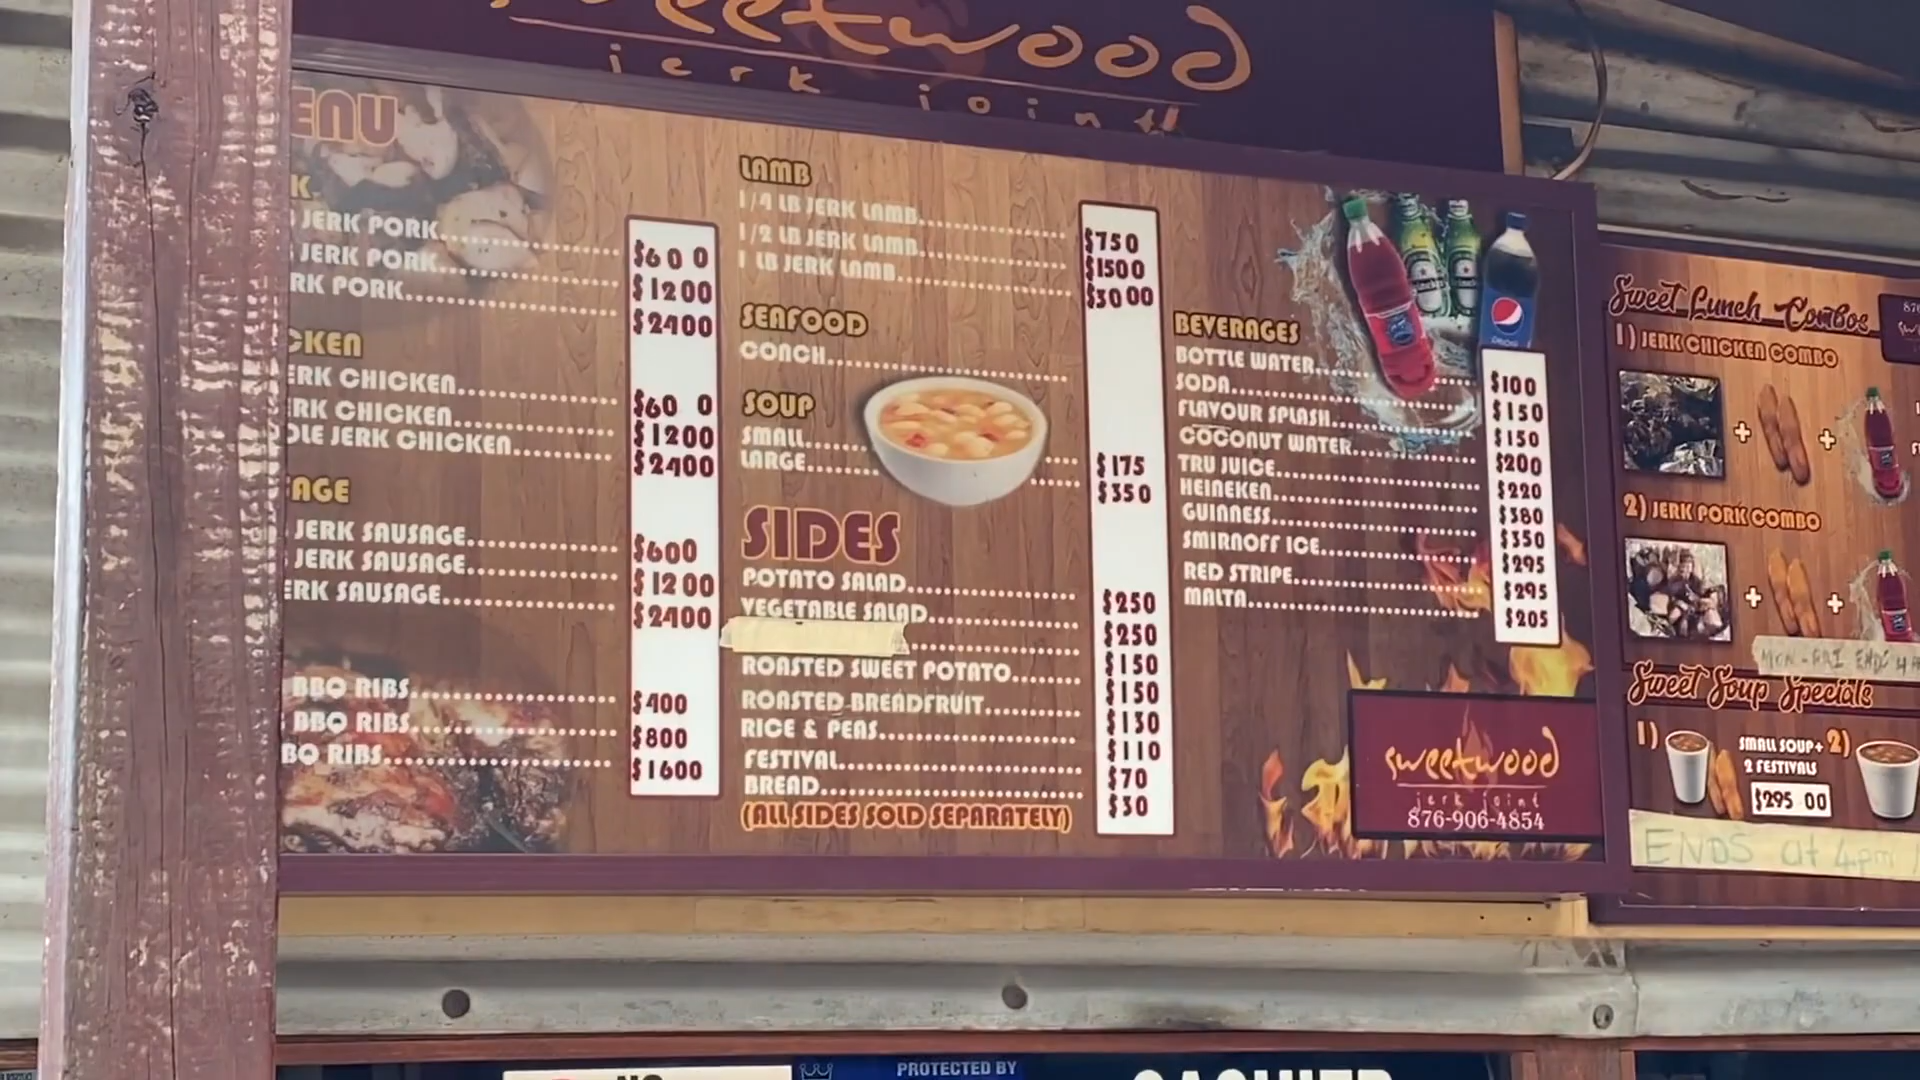 sweetwood
jerk joint
ENU
K
JERK PORK $600
JERK PORK $1200
RK PORK $2400
CKEN
ERK CHICKEN $600
ERK CHICKEN $1200
OLE JERK CHICKEN $2400
AGE
JERK SAUSAGE $600
JERK SAUSAGE $1200
ERK SAUSAGE $2400
BBQ RIBS $400
BBQ RIBS $800
BQ RIBS $1600
LAMB
1/4 LB JERK LAMB $750
1/2 LB JERK LAMB $1500
1 LB JERK LAMB $3000
SEAFOOD
CONCH
SOUP
SMALL $175
LARGE $350
SIDES
POTATO SALAD $250
VEGETABLE SALAD $250
$150
ROASTED SWEET POTATO $150
ROASTED BREADFRUIT $130
RICE & PEAS $110
FESTIVAL $70
BREAD $30
(ALL SIDES SOLD SEPARATELY)
BEVERAGES
BOTTLE WATER $100
SODA $150
FLAVOUR SPLASH $150
COCONUT WATER $200
TRU JUICE $220
HEINEKEN $380
GUINNESS $350
SMIRNOFF ICE $295
RED STRIPE $295
MALTA $205
sweetwood
jerk joint
876-906-4854
Sweet Lunch Combos
1) JERK CHICKEN COMBO
2) JERK PORK COMBO
MON - FRI ENDS 4
Sweet Soup Specials
1) SMALL SOUP + 2)
2 FESTIVALS
$295 00
ENDS at 4pm
PROTECTED BY
CASHIER